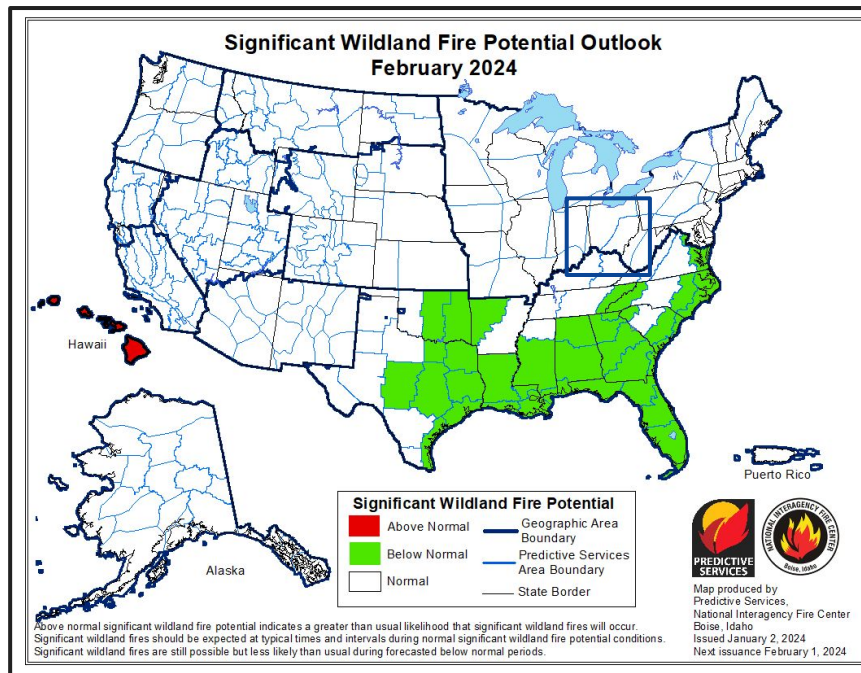 Significant Wildland Fire Potential Outlook
February 2024
Hawaii
Alaska
Puerto Rico
Significant Wildland Fire Potential
Above Normal
Below Normal
Normal
Geographic Area
Boundary
Predictive Services
Area Boundary
State Border
PREDICTIVE
SERVICES
NATIONAL INTERAGENCY FIRE CENTER
Boise, Idaho
Map produced by
Predictive Services,
National Interagency Fire Center
Boise, Idaho
Issued January 2, 2024
Next issuance February 1, 2024
Above normal significant wildland fire potential indicates a greater than usual likelihood that significant wildland fires will occur.
Significant wildland fires should be expected at typical times and intervals during normal significant wildland fire potential conditions.
Significant wildland fires are still possible but less likely than usual during forecasted below normal periods.